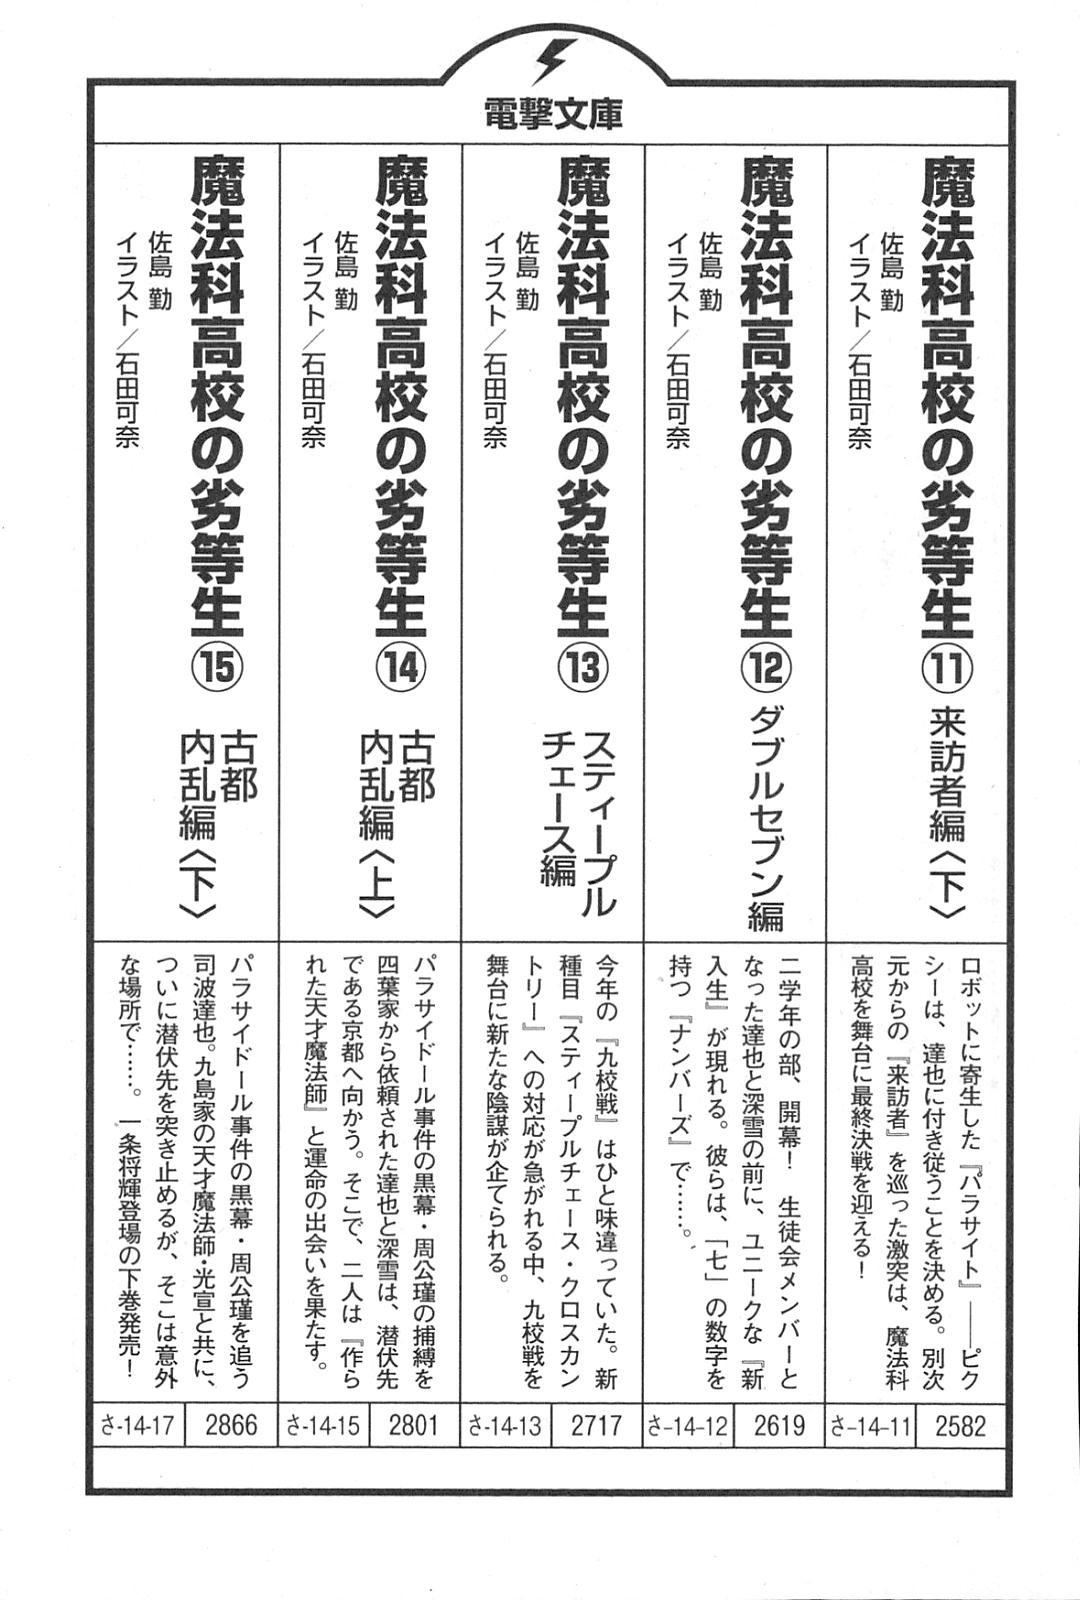 電撃文庫
魔法科高校の劣等生⑪ 来訪者編〈下〉
佐島 勤
イラスト／石田可奈
ロボットに寄生した『パラサイト』――ピク
シーは、達也に付き従うことを決める。別次
元からの『来訪者』を巡った激突は、魔法科
高校を舞台に最終決戦を迎える！
さ-14-11
2582
魔法科高校の劣等生⑫ ダブルセブン編
佐島 勤
イラスト／石田可奈
二学年の部、開幕！　生徒会メンバーと
なった達也と深雪の前に、ユニークな『新
入生』が現れる。彼らは、「七」の数字を
持つ『ナンバーズ』で……。
さ-14-12
2619
魔法科高校の劣等生⑬
スティープル
チェース編
佐島 勤
イラスト／石田可奈
今年の『九校戦』はひと味違っていた。新
種目『スティープルチェース・クロスカン
トリー』への対応が急がれる中、九校戦を
舞台に新たな陰謀が企てられる。
さ-14-13
2717
魔法科高校の劣等生⑭
古都
内乱編〈上〉
佐島 勤
イラスト／石田可奈
パラサイドール事件の黒幕・周公瑾の捕縛を
四葉家から依頼された達也と深雪は、潜伏先
である京都へ向かう。そこで、二人は『作ら
れた天才魔法師』と運命の出会いを果たす。
さ-14-15
2801
魔法科高校の劣等生⑮
古都
内乱編〈下〉
佐島 勤
イラスト／石田可奈
パラサイドール事件の黒幕・周公瑾を追う
司波達也。九島家の天才魔法師・光宣と共に、
ついに潜伏先を突き止めるが、そこは意外
な場所で……。　一条将輝登場の下巻発売！
さ-14-17
2866